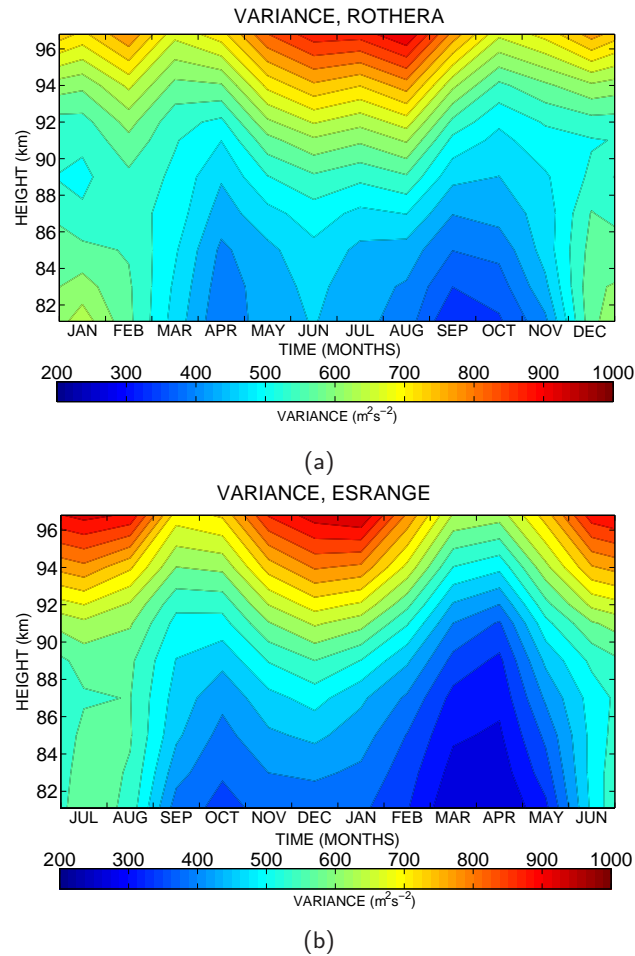 VARIANCE, ROTHERA
96
94
92
90
88
86
84
82
HEIGHT (km)
JAN FEB MAR APR MAY JUN JUL AUG SEP OCT NOV DEC
TIME (MONTHS)
200 300 400 500 600 700 800 900 1000
VARIANCE (m²s⁻²)
(a)
VARIANCE, ESRANGE
96
94
92
90
88
86
84
82
HEIGHT (km)
JUL AUG SEP OCT NOV DEC JAN FEB MAR APR MAY JUN
TIME (MONTHS)
200 300 400 500 600 700 800 900 1000
VARIANCE (m²s⁻²)
(b)